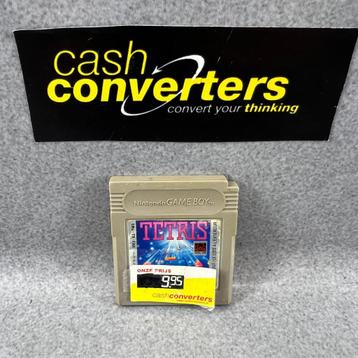 cash
converters
convert your thinking
Nintendo GAME BOY
TETRIS
ONZE PRIJS
9.95
cashconverters